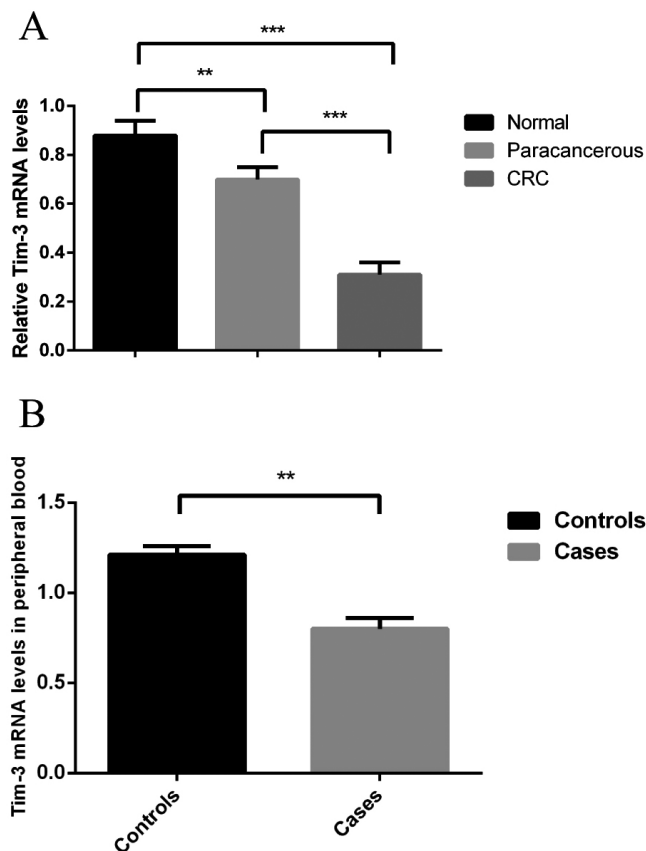 A
***
**
***
Relative Tim-3 mRNA levels
1.0
0.8
0.6
0.4
0.2
0.0
Normal
Paracancerous
CRC
B
**
Tim-3 mRNA levels in peripheral blood
1.5
1.0
0.5
0.0
Controls
Cases
Controls
Cases